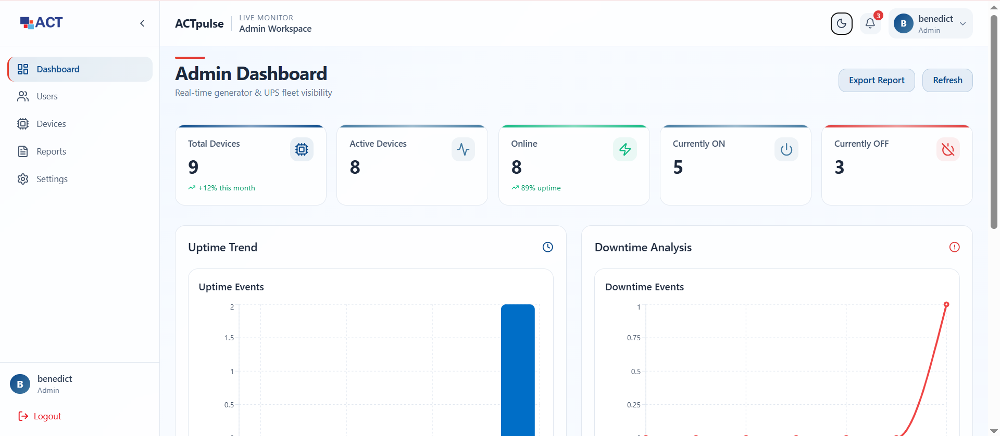 ACT
ACTpulse
LIVE MONITOR
Admin Workspace
3
B
benedict
Admin
Dashboard
Users
Devices
Reports
Settings
Admin Dashboard
Real-time generator & UPS fleet visibility
Export Report
Refresh
Total Devices
9
+12% this month
Active Devices
8
Online
8
89% uptime
Currently ON
5
Currently OFF
3
Uptime Trend
Uptime Events
2
1.5
1
0.5
Downtime Analysis
Downtime Events
1
0.75
0.5
0.25
B
benedict
Admin
Logout